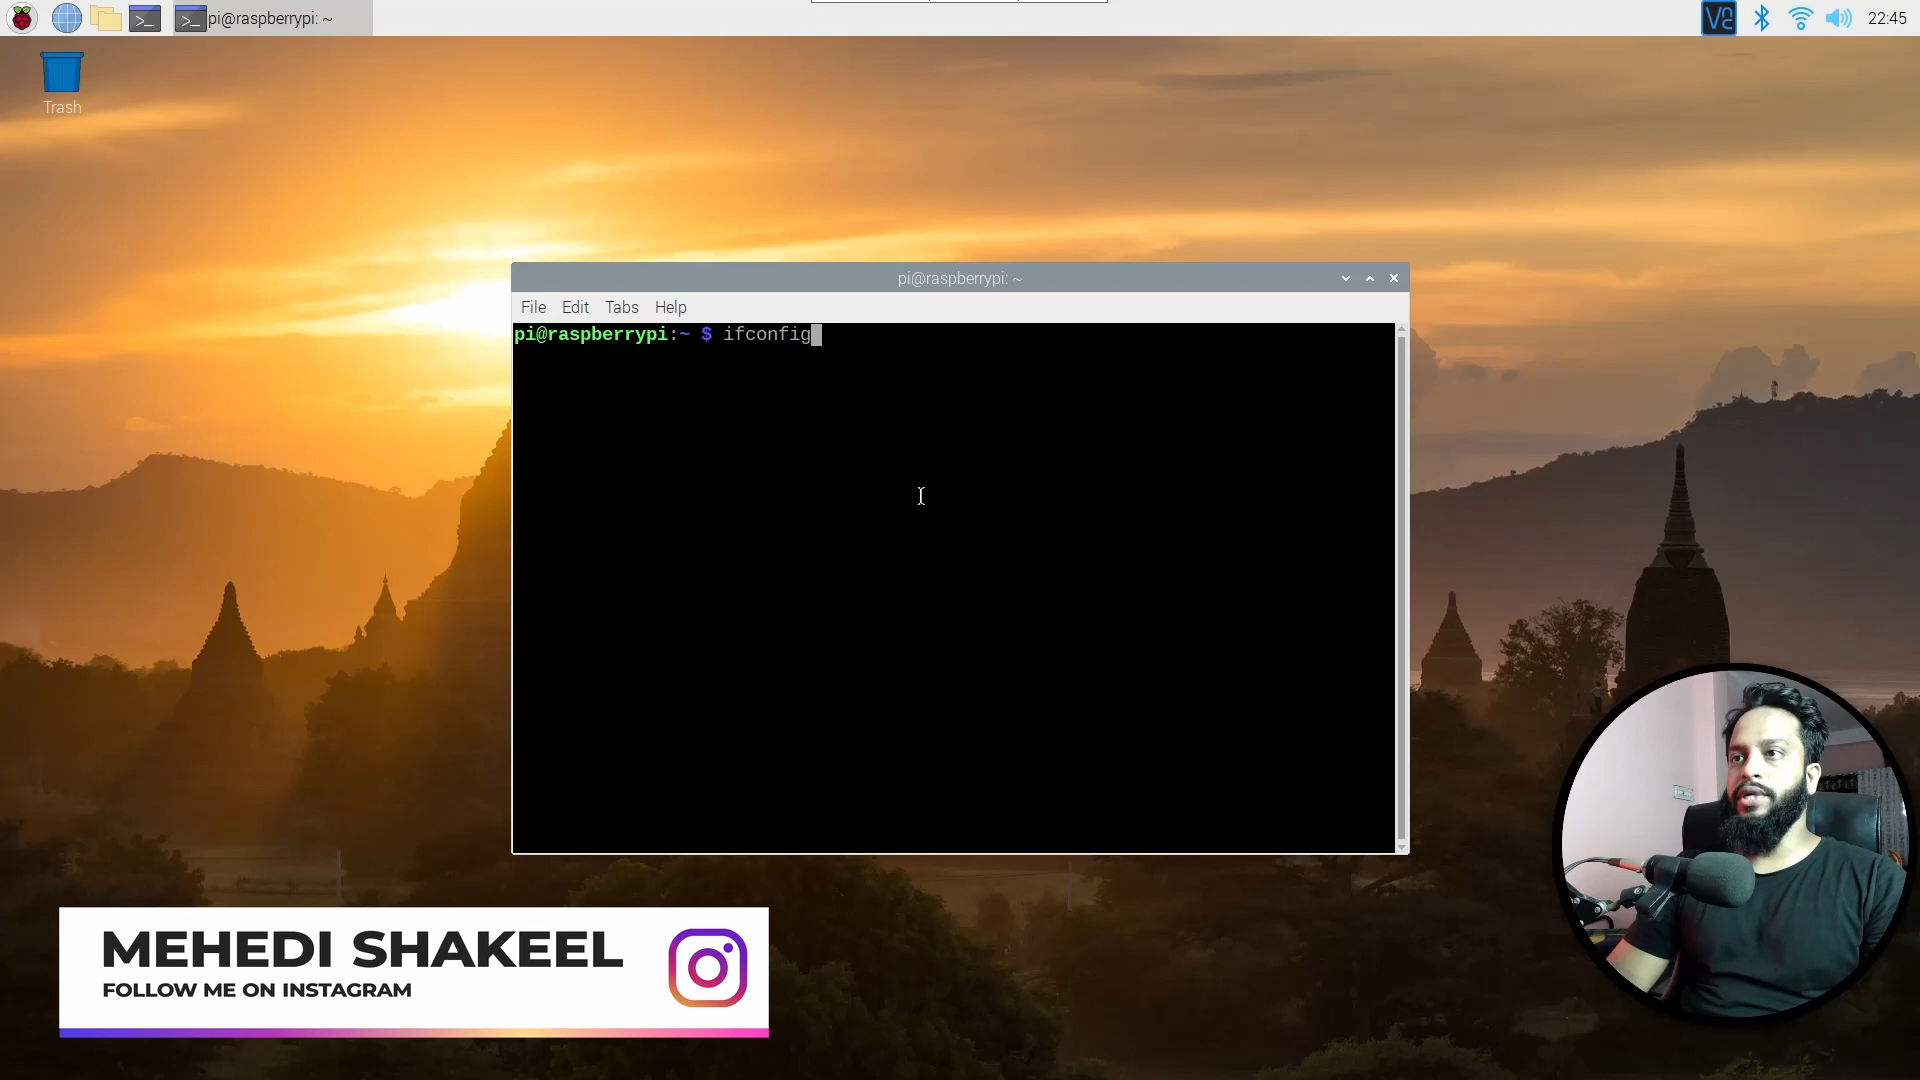 pi@raspberrypi: ~
22:45
Trash
pi@raspberrypi: ~
File Edit Tabs Help
pi@raspberrypi:~ $ ifconfig
MEHEDI SHAKEEL
FOLLOW ME ON INSTAGRAM